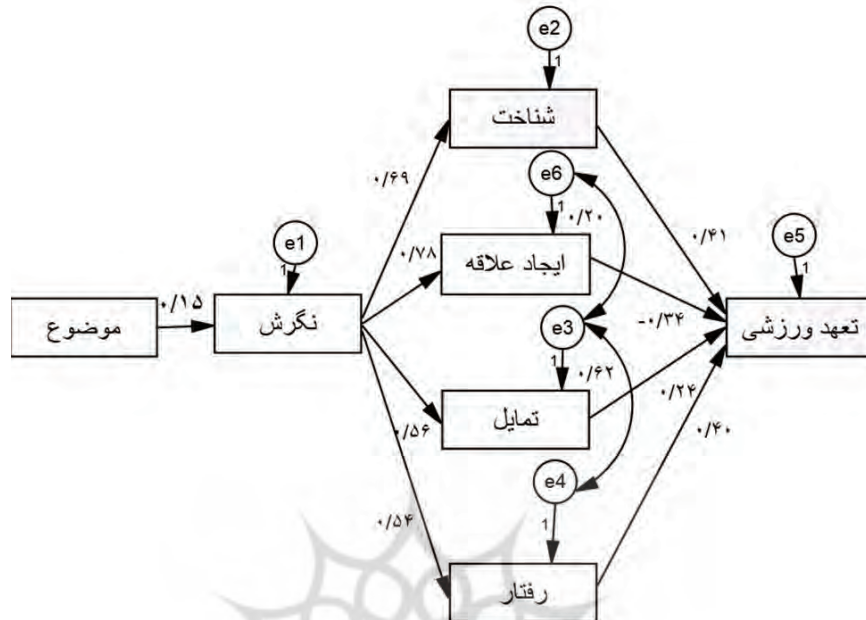 e2
1
شناخت
۰/۶۹
e6
1
۰/۲۰
۰/۴۱
e1
1
e5
1
۰/۷۸
ایجاد علاقه
۰/۱۵
موضوع
نگرش
e3
1
-۰/۳۴
تعهد ورزشی
۰/۶۲
۰/۲۴
۰/۵۶
تمایل
۰/۴۰
e4
1
۰/۵۴
رفتار